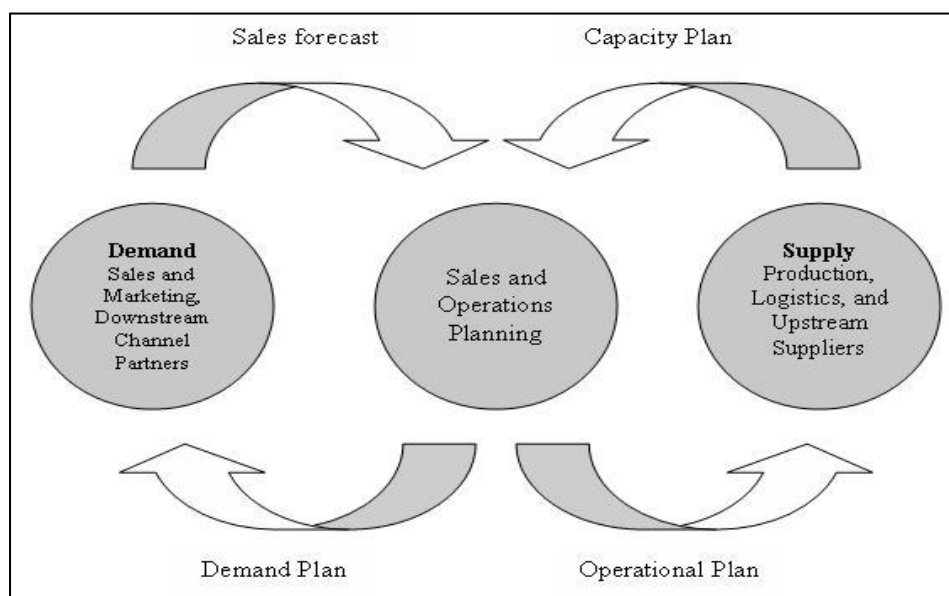 Sales forecast
Capacity Plan
Demand
Sales and
Marketing,
Downstream
Channel
Partners
Sales and
Operations
Planning
Supply
Production,
Logistics, and
Upstream
Suppliers
Demand Plan
Operational Plan